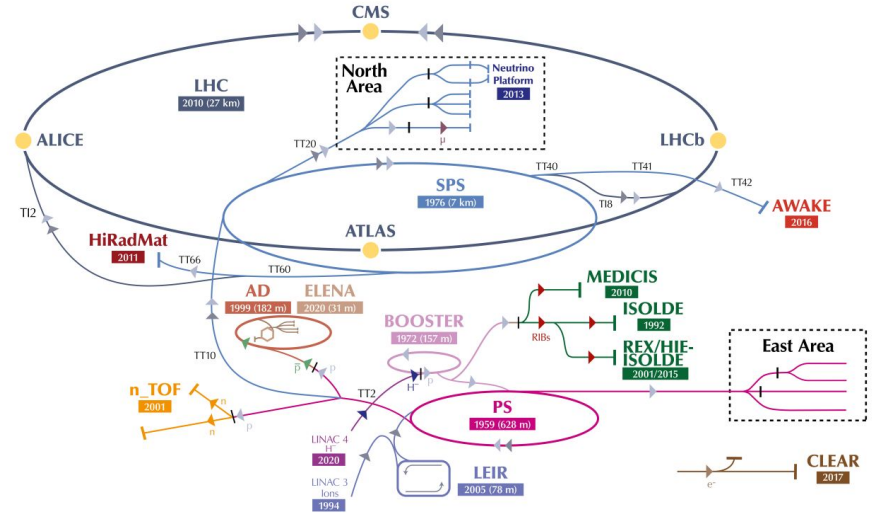 CMS
North
Area
Neutrino
Platform
2013
LHC
2010 (27 km)
μ
ALICE
LHCb
TT20
TT40
TT41
TT42
SPS
1976 (7 km)
TI8
AWAKE
2016
TI2
HiRadMat
2011
ATLAS
TT66
TT60
AD
1999 (182 m)
ELENA
2020 (31 m)
MEDICIS
2010
BOOSTER
1972 (157 m)
ISOLDE
1992
RIBs
REX/HIE-
ISOLDE
2001/2015
East Area
TT10
p̅
p
H⁻
p
n_TOF
2001
n
n
p
TT2
PS
1959 (628 m)
LINAC 4
H⁻
2020
LINAC 3
Ions
1994
LEIR
2005 (78 m)
CLEAR
2017
e⁻